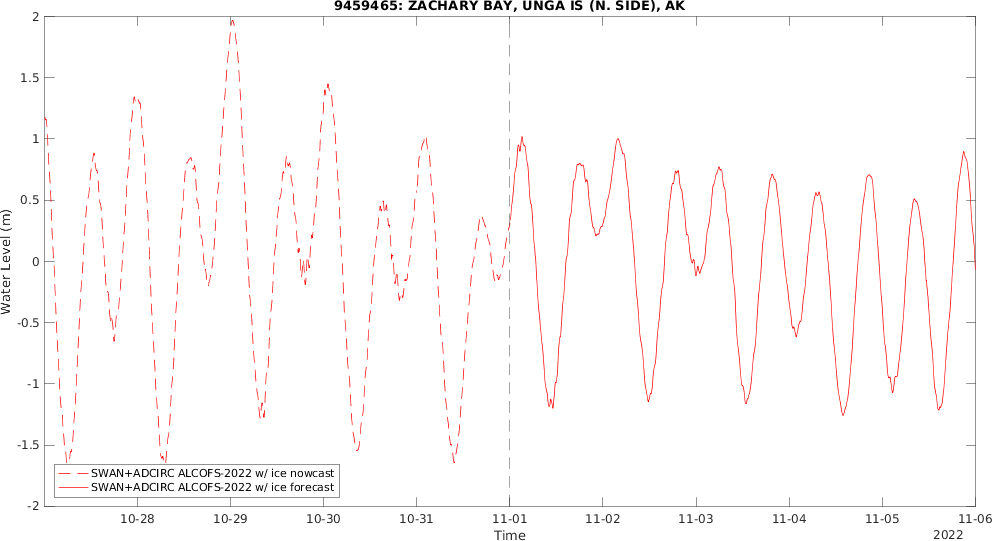 9459465: ZACHARY BAY, UNGA IS (N. SIDE), AK
Water Level (m)
2
1.5
1
0.5
0
-0.5
-1
-1.5
-2
SWAN+ADCIRC ALCOFS-2022 w/ ice nowcast
SWAN+ADCIRC ALCOFS-2022 w/ ice forecast
10-28 10-29 10-30 10-31 11-01 11-02 11-03 11-04 11-05 11-06
Time
2022